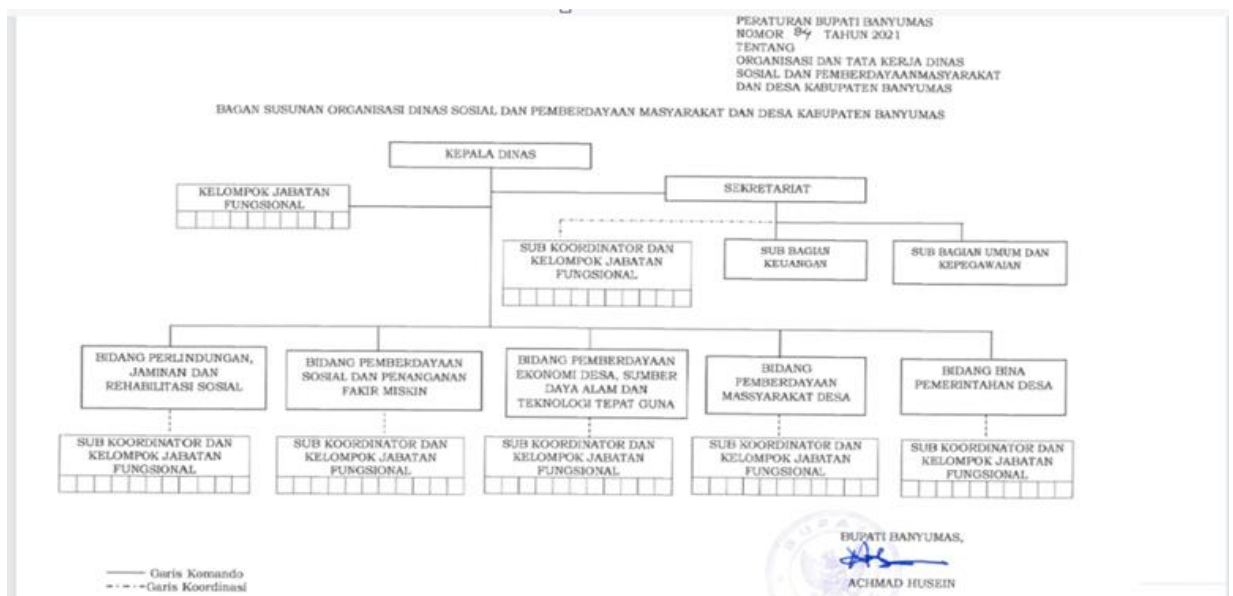 PERATURAN BUPATI BANYUMAS
NOMOR 84 TAHUN 2021
TENTANG
ORGANISASI DAN TATA KERJA DINAS
SOSIAL DAN PEMBERDAYAANMASYARAKAT
DAN DESA KABUPATEN BANYUMAS
BAGAN SUSUNAN ORGANISASI DINAS SOSIAL DAN PEMBERDAYAAN MASYARAKAT DAN DESA KABUPATEN BANYUMAS
KEPALA DINAS
KELOMPOK JABATAN
FUNGSIONAL
SEKRETARIAT
SUB KOORDINATOR DAN
KELOMPOK JABATAN
FUNGSIONAL
SUB BAGIAN
KEUANGAN
SUB BAGIAN UMUM DAN
KEPEGAWAIAN
BIDANG PERLINDUNGAN,
JAMINAN DAN
REHABILITASI SOSIAL
BIDANG PEMBERDAYAAN
SOSIAL DAN PENANGANAN
FAKIR MISKIN
BIDANG PEMBERDAYAAN
EKONOMI DESA, SUMBER
DAYA ALAM DAN
TEKNOLOGI TEPAT GUNA
BIDANG
PEMBERDAYAAN
MASSYARAKAT DESA
BIDANG BINA
PEMERINTAHAN DESA
SUB KOORDINATOR DAN
KELOMPOK JABATAN
FUNGSIONAL
SUB KOORDINATOR DAN
KELOMPOK JABATAN
FUNGSIONAL
SUB KOORDINATOR DAN
KELOMPOK JABATAN
FUNGSIONAL
SUB KOORDINATOR DAN
KELOMPOK JABATAN
FUNGSIONAL
SUB KOORDINATOR DAN
KELOMPOK JABATAN
FUNGSIONAL
Garis Komando
Garis Koordinasi
BUPATI BANYUMAS,
ACHMAD HUSEIN